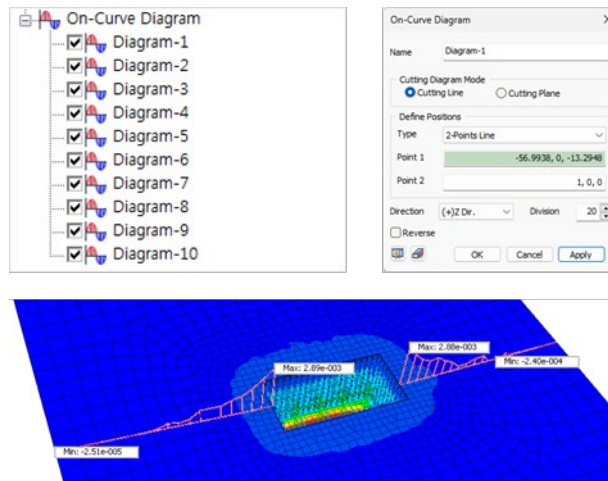 On-Curve Diagram
Diagram-1
Diagram-2
Diagram-3
Diagram-4
Diagram-5
Diagram-6
Diagram-7
Diagram-8
Diagram-9
Diagram-10
On-Curve Diagram
Name Diagram-1
Cutting Diagram Mode
Cutting Line Cutting Plane
Define Positions
Type 2-Points Line
Point 1 -56.9938, 0, -13.2948
Point 2 1, 0, 0
Direction (+)Z Dir. Division 20
Reverse
OK Cancel Apply
Max: 2.88e-003
Min: -2.40e-004
Max: 2.89e-003
Min: -2.51e-005